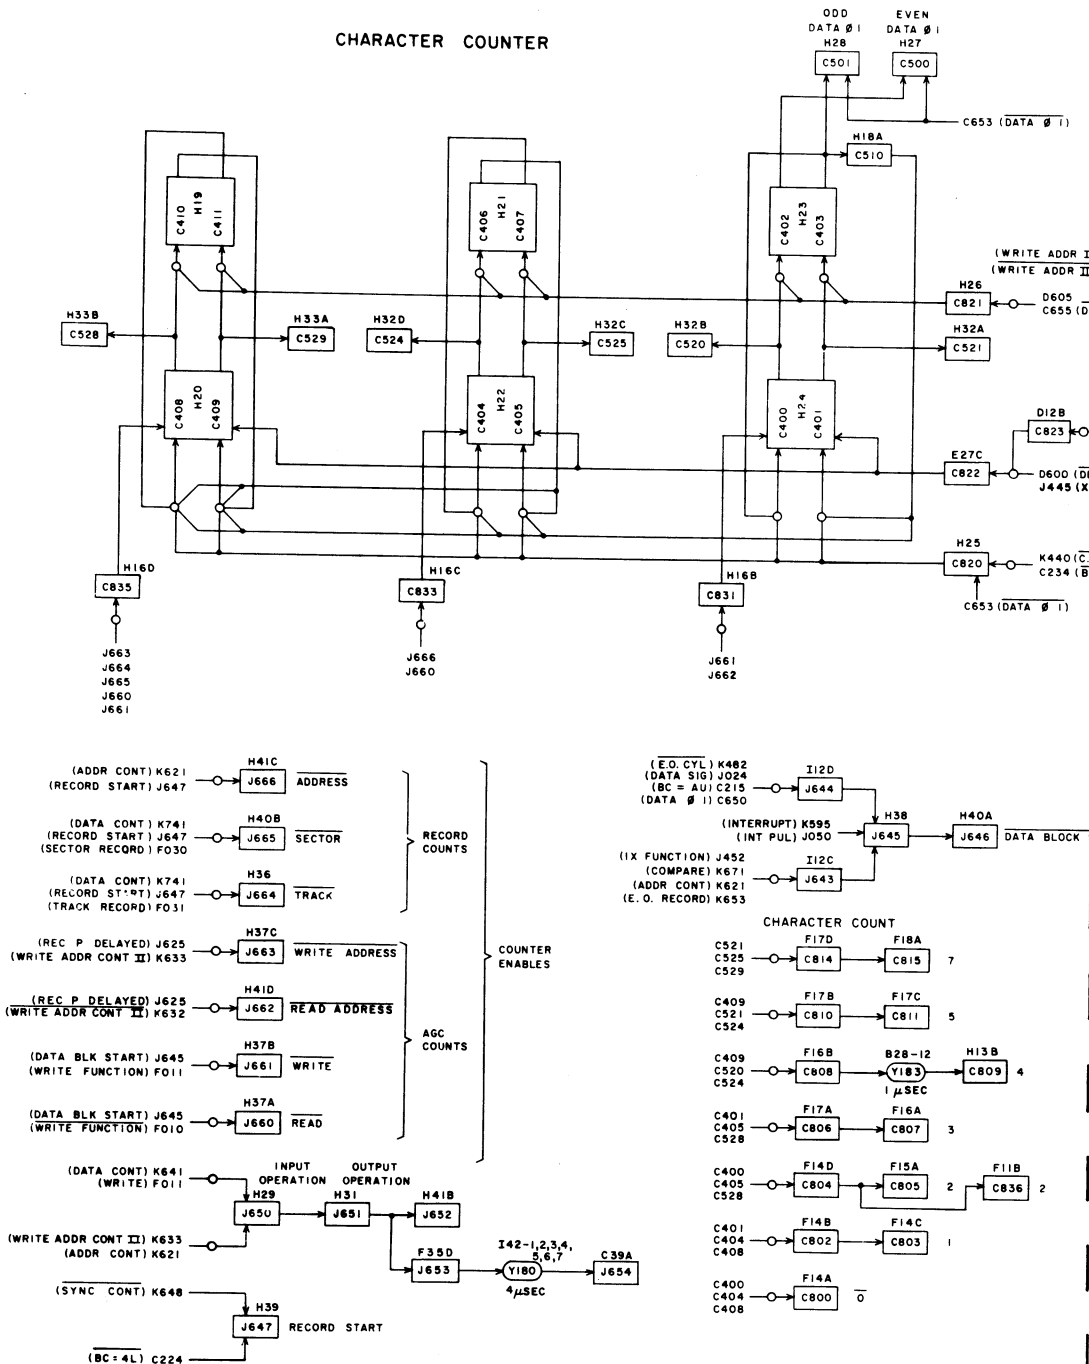 CHARACTER COUNTER
ODD
DATA Ø 1
H28
C501
EVEN
DATA Ø 1
H27
C500
C653 (DATA Ø 1)
H18A
C510
C410
H19
C411
C406
H21
C407
C402
H23
C403
(WRITE ADDR I
(WRITE ADDR II
H26
C821
D605
C655 (D
H33B
C528
H33A
C529
H32D
C524
H32C
C525
H32B
C520
H32A
C521
C408
H20
C409
C404
H22
C405
C400
H24
C401
D12B
C823
E27C
C822
D600 (D
J445 (X
H25
C820
K440 (C.
C234 (B
C653 (DATA Ø 1)
H16D
C835
H16C
C833
H16B
C831
J663
J664
J665
J660
J661
J666
J660
J661
J662
(ADDR CONT) K621
(RECORD START) J647
H41C
J666
ADDRESS
(DATA CONT) K741
(RECORD START) J647
(SECTOR RECORD) F030
H40B
J665
SECTOR
(DATA CONT) K741
(RECORD START) J647
(TRACK RECORD) F031
H36
J664
TRACK
RECORD
COUNTS
(REC P DELAYED) J625
(WRITE ADDR CONT II) K633
H37C
J663
WRITE ADDRESS
(REC P DELAYED) J625
(WRITE ADDR CONT II) K632
H41D
J662
READ ADDRESS
(DATA BLK START) J645
(WRITE FUNCTION) F011
H37B
J661
WRITE
(DATA BLK START) J645
(WRITE FUNCTION) F010
H37A
J660
READ
AGC
COUNTS
COUNTER
ENABLES
(DATA CONT) K641
(WRITE) F011
(WRITE ADDR CONT II) K633
(ADDR CONT) K621
INPUT
OPERATION
H29
J650
OUTPUT
OPERATION
H31
J651
H41B
J652
F35D
J653
I42-1,2,3,4,
5,6,7
Y180
4 µSEC
C39A
J654
(SYNC CONT) K648
H39
J647
RECORD START
(BC = 4L) C224
(E.O. CYL) K482
(DATA SIG) J024
(BC = AU) C215
(DATA Ø 1) C650
I12D
J644
(INTERRUPT) K595
(INT PUL) J050
H38
J645
H40A
J646
DATA BLOCK
(IX FUNCTION) J452
(COMPARE) K671
(ADDR CONT) K621
(E.O. RECORD) K653
I12C
J643
CHARACTER COUNT
C521
C525
C529
F17D
C814
F18A
C815
7
C409
C521
C524
F17B
C810
F17C
C811
5
C409
C520
C524
F16B
C808
B28-12
Y183
1 µSEC
H13B
C809
4
C401
C405
C528
F17A
C806
F16A
C807
3
C400
C405
C528
F14D
C804
F15A
C805
2
F11B
C836
2
C401
C404
C408
F14B
C802
F14C
C803
1
C400
C404
C408
F14A
C800
0